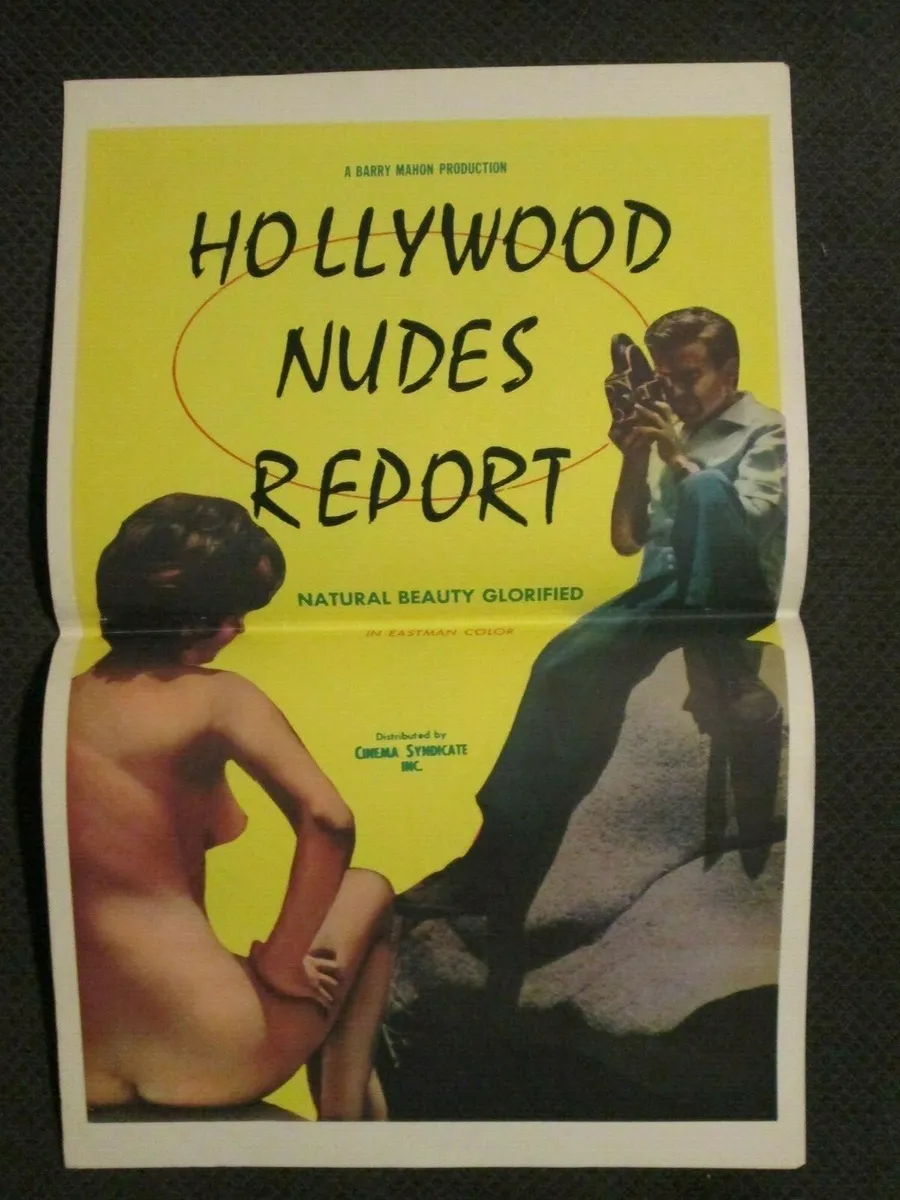 A BARRY MAHON PRODUCTION
HOLLYWOOD
NUDES
REPORT
NATURAL BEAUTY GLORIFIED
IN EASTMAN COLOR
Distributed by
CINEMA SYNDICATE
INC.